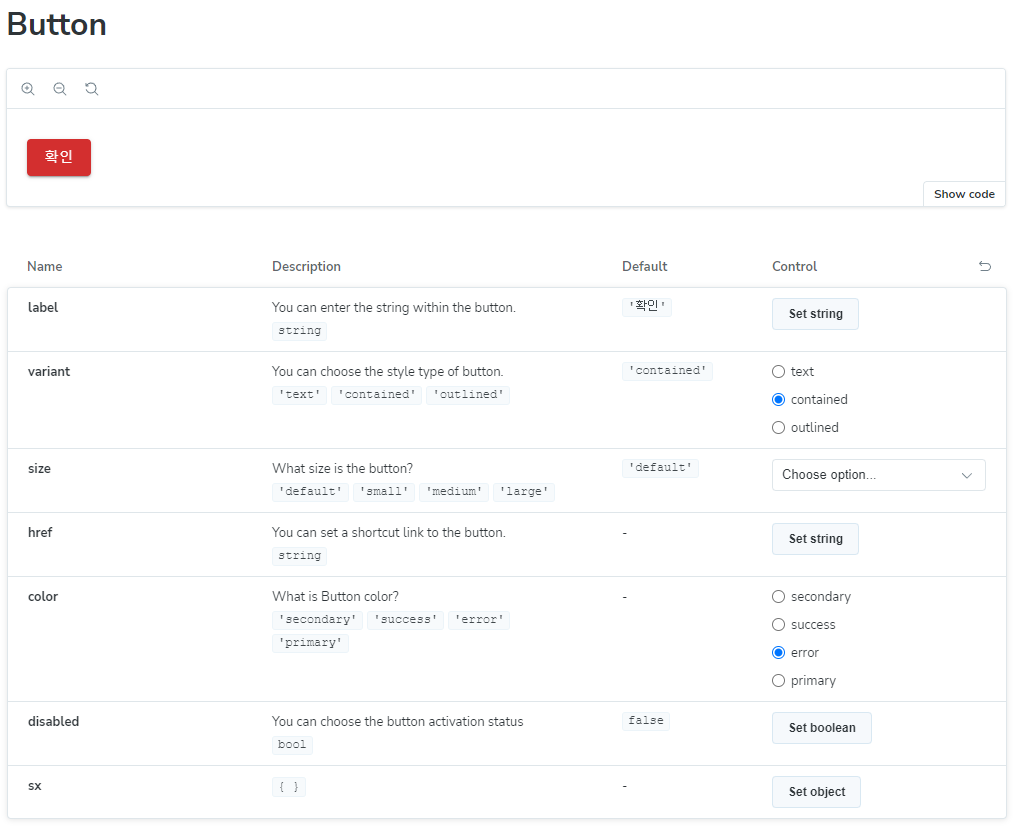 Button
확인
Show code
Name Description Default Control
label You can enter the string within the button. '확인' Set string
string
variant You can choose the style type of button. 'contained' text
'text' 'contained' 'outlined' contained
outlined
size What size is the button? 'default' Choose option...
'default' 'small' 'medium' 'large'
href You can set a shortcut link to the button. - Set string
string
color What is Button color? - secondary
'secondary' 'success' 'error' success
'primary' error
primary
disabled You can choose the button activation status false Set boolean
bool
sx { } - Set object